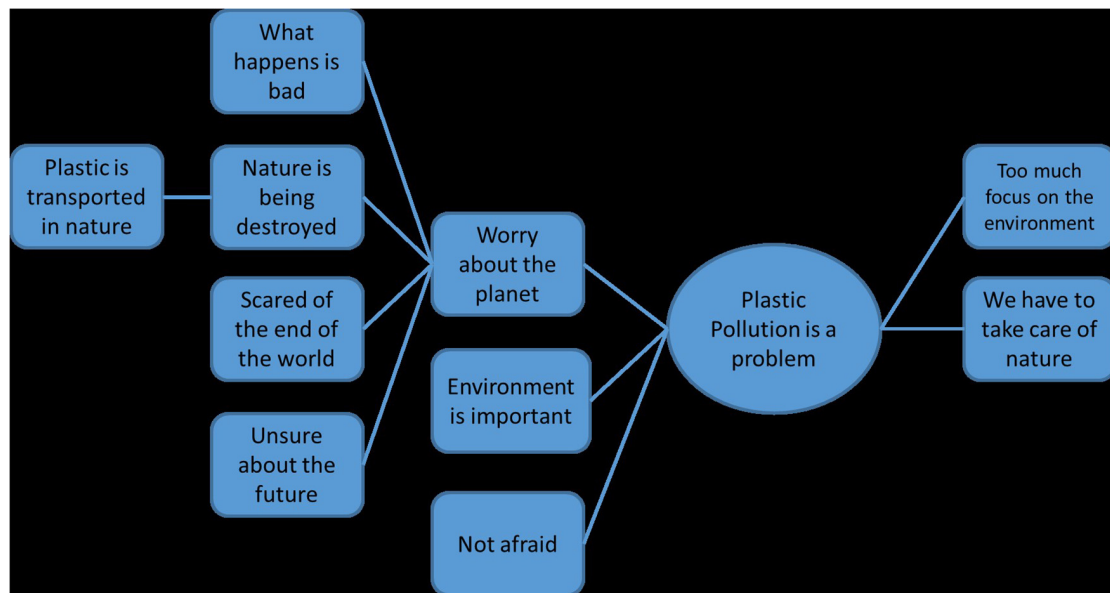 What
happens is
bad
Plastic is
transported
in nature
Nature is
being
destroyed
Scared of
the end of
the world
Unsure
about the
future
Worry
about the
planet
Environment
is important
Not afraid
Plastic
Pollution is a
problem
Too much
focus on the
environment
We have to
take care of
nature